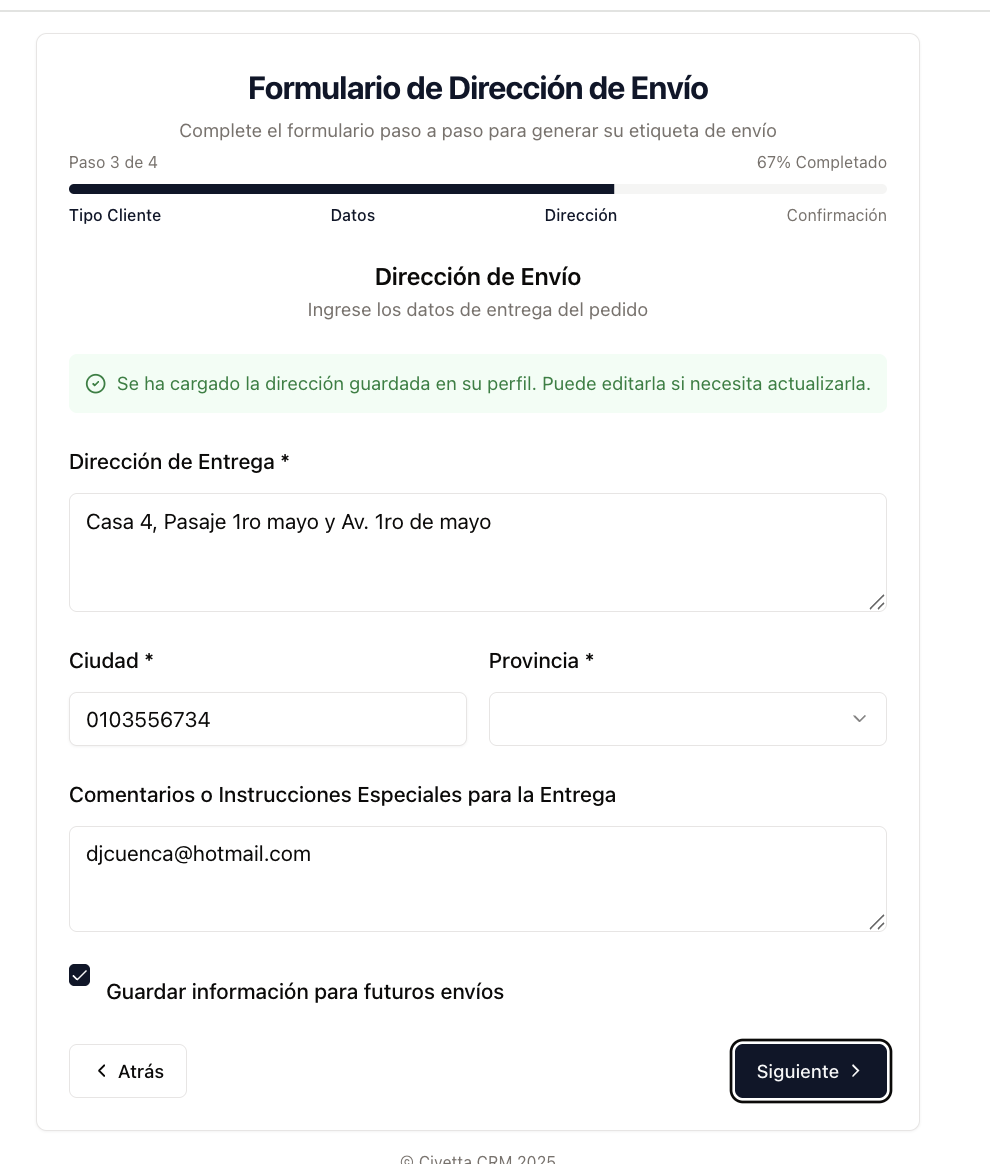 Formulario de Dirección de Envío
Complete el formulario paso a paso para generar su etiqueta de envío
Paso 3 de 4 67% Completado
Tipo Cliente Datos Dirección Confirmación
Dirección de Envío
Ingrese los datos de entrega del pedido
Se ha cargado la dirección guardada en su perfil. Puede editarla si necesita actualizarla.
Dirección de Entrega *
Casa 4, Pasaje 1ro mayo y Av. 1ro de mayo
Ciudad * Provincia *
0103556734
Comentarios o Instrucciones Especiales para la Entrega
djcuenca@hotmail.com
Guardar información para futuros envíos
Atrás Siguiente
© Civetta CRM 2025